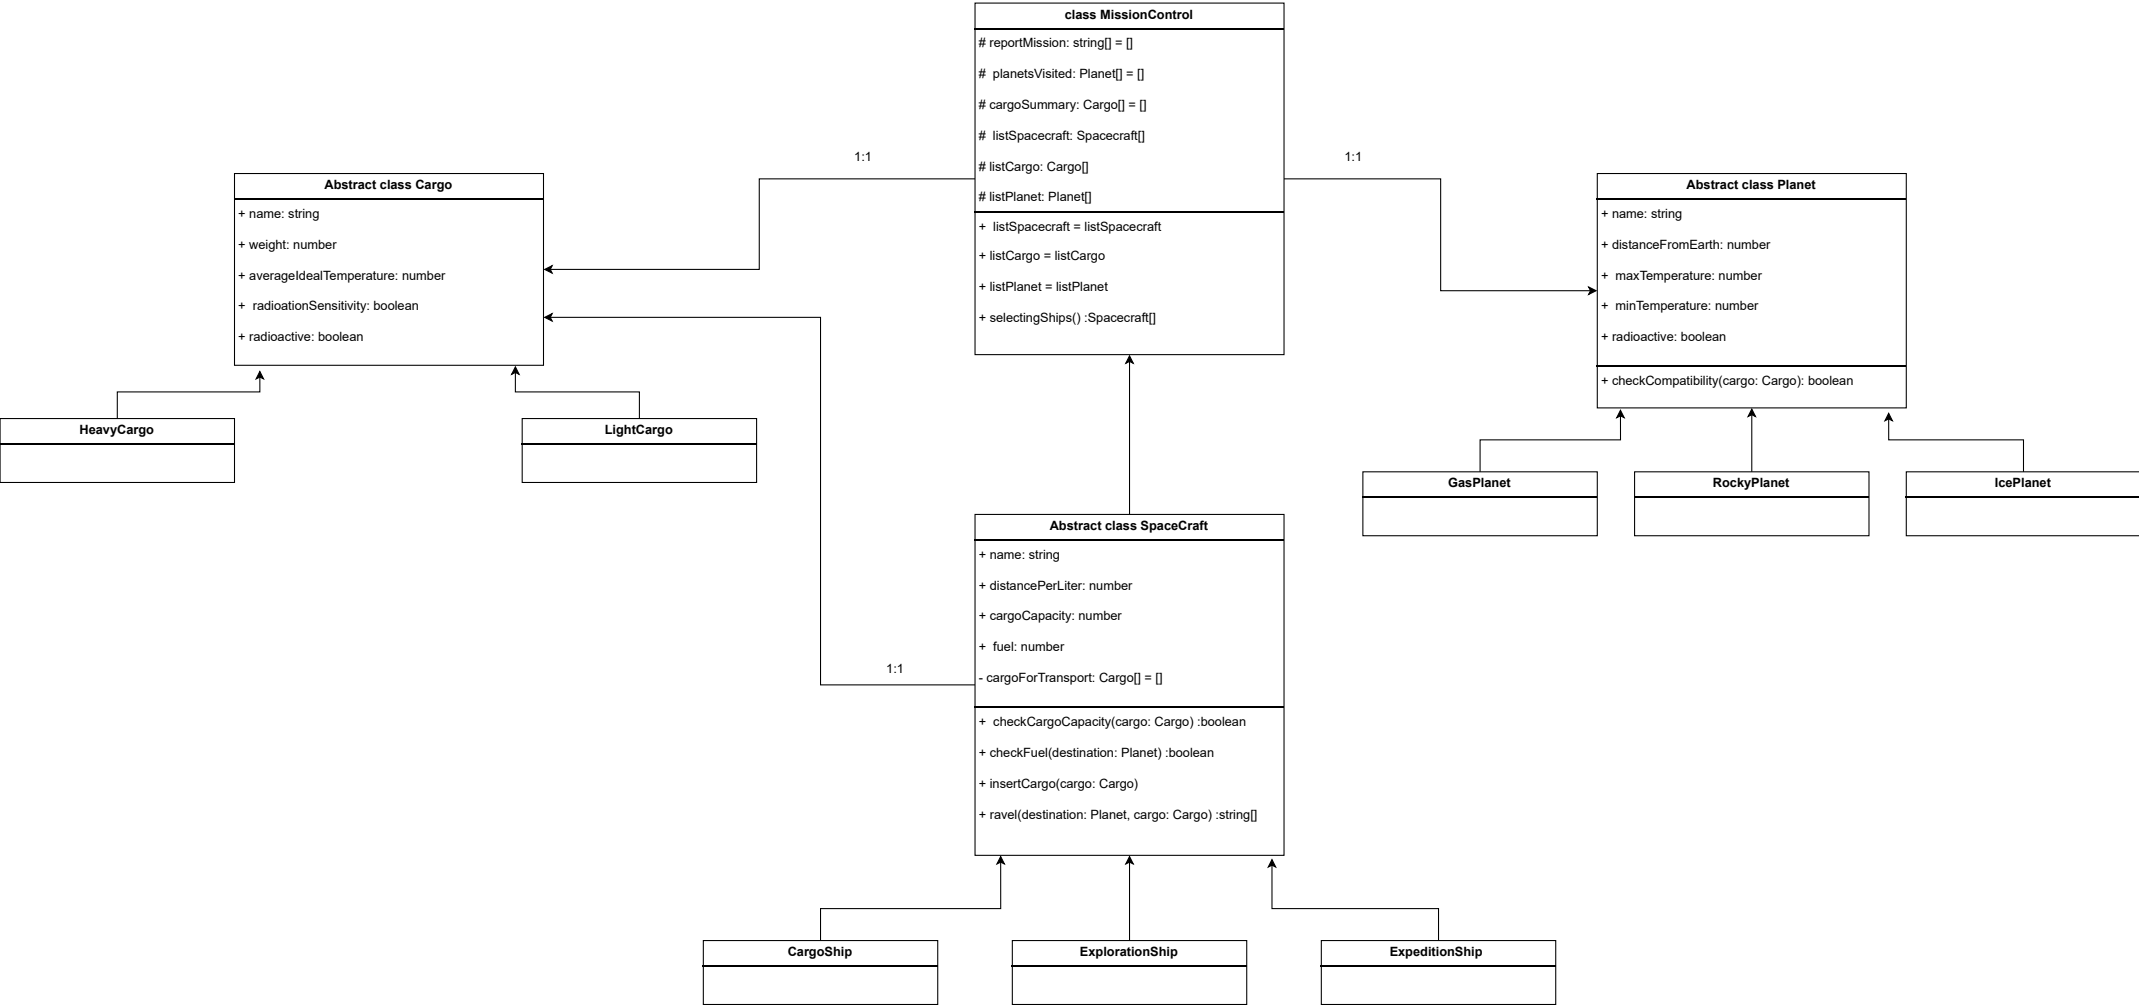 class MissionControl
# reportMission: string[] = []
#  planetsVisited: Planet[] = []
# cargoSummary: Cargo[] = []
#  listSpacecraft: Spacecraft[]
# listCargo: Cargo[]
# listPlanet: Planet[]
+  listSpacecraft = listSpacecraft
+ listCargo = listCargo
+ listPlanet = listPlanet
+ selectingShips() :Spacecraft[]
1:1
1:1
Abstract class Cargo
+ name: string
+ weight: number
+ averageIdealTemperature: number
+  radioationSensitivity: boolean
+ radioactive: boolean
Abstract class Planet
+ name: string
+ distanceFromEarth: number
+  maxTemperature: number
+  minTemperature: number
+ radioactive: boolean
+ checkCompatibility(cargo: Cargo): boolean
HeavyCargo
LightCargo
GasPlanet
RockyPlanet
IcePlanet
Abstract class SpaceCraft
+ name: string
+ distancePerLiter: number
+ cargoCapacity: number
+  fuel: number
- cargoForTransport: Cargo[] = []
1:1
+  checkCargoCapacity(cargo: Cargo) :boolean
+ checkFuel(destination: Planet) :boolean
+ insertCargo(cargo: Cargo)
+ ravel(destination: Planet, cargo: Cargo) :string[]
CargoShip
ExplorationShip
ExpeditionShip